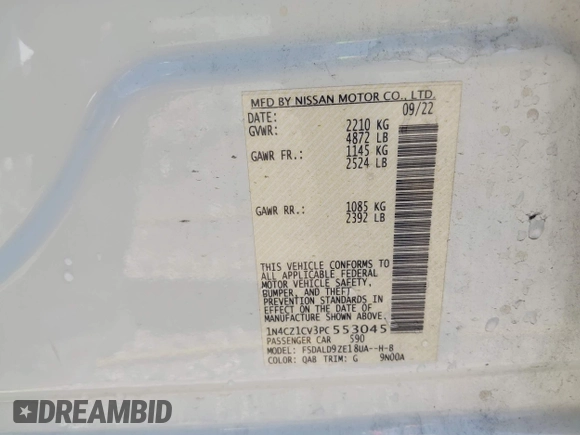 MFD BY NISSAN MOTOR CO., LTD.
DATE: 09/22
GVWR: 2210 KG
4872 LB
GAWR FR.: 1145 KG
2524 LB
GAWR RR.: 1085 KG
2392 LB
THIS VEHICLE CONFORMS TO
ALL APPLICABLE FEDERAL
MOTOR VEHICLE SAFETY,
BUMPER, AND THEFT
PREVENTION STANDARDS IN
EFFECT ON THE DATE OF
MANUFACTURE SHOWN ABOVE.
1N4CZ1CV3PC553045
PASSENGER CAR 590
MODEL: FSDALD9ZE18UA--H-8
COLOR: QAB TRIM: G 9N00A
DREAMBID